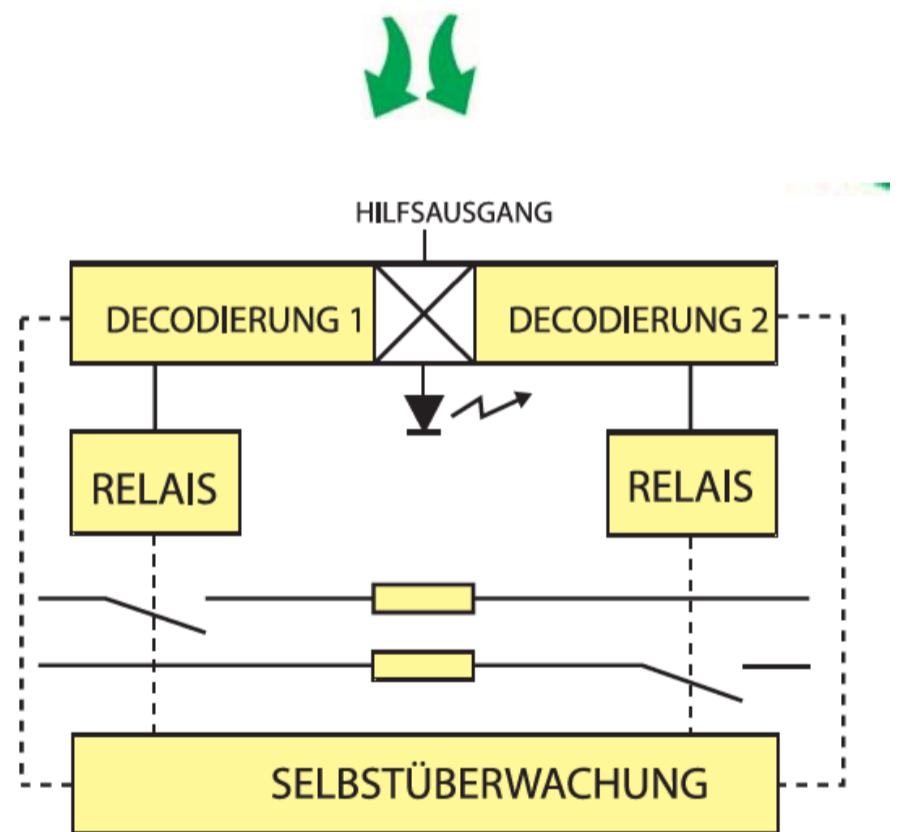 HILFSAUSGANG
DECODIERUNG 1
DECODIERUNG 2
RELAIS
RELAIS
SELBSTÜBERWACHUNG